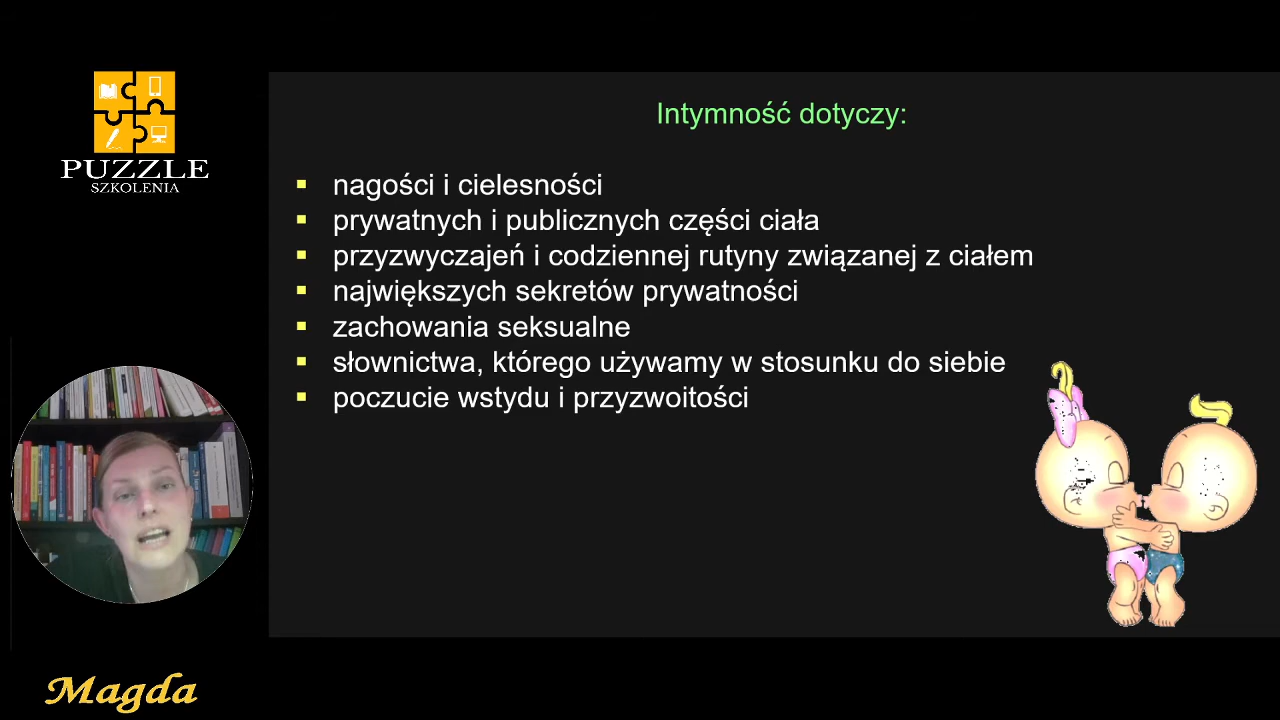 PUZZLE
SZKOLENIA
Intymność dotyczy:
nagości i cielesności
prywatnych i publicznych części ciała
przyzwyczajeń i codziennej rutyny związanej z ciałem
największych sekretów prywatności
zachowania seksualne
słownictwa, którego używamy w stosunku do siebie
poczucie wstydu i przyzwoitości
Magda